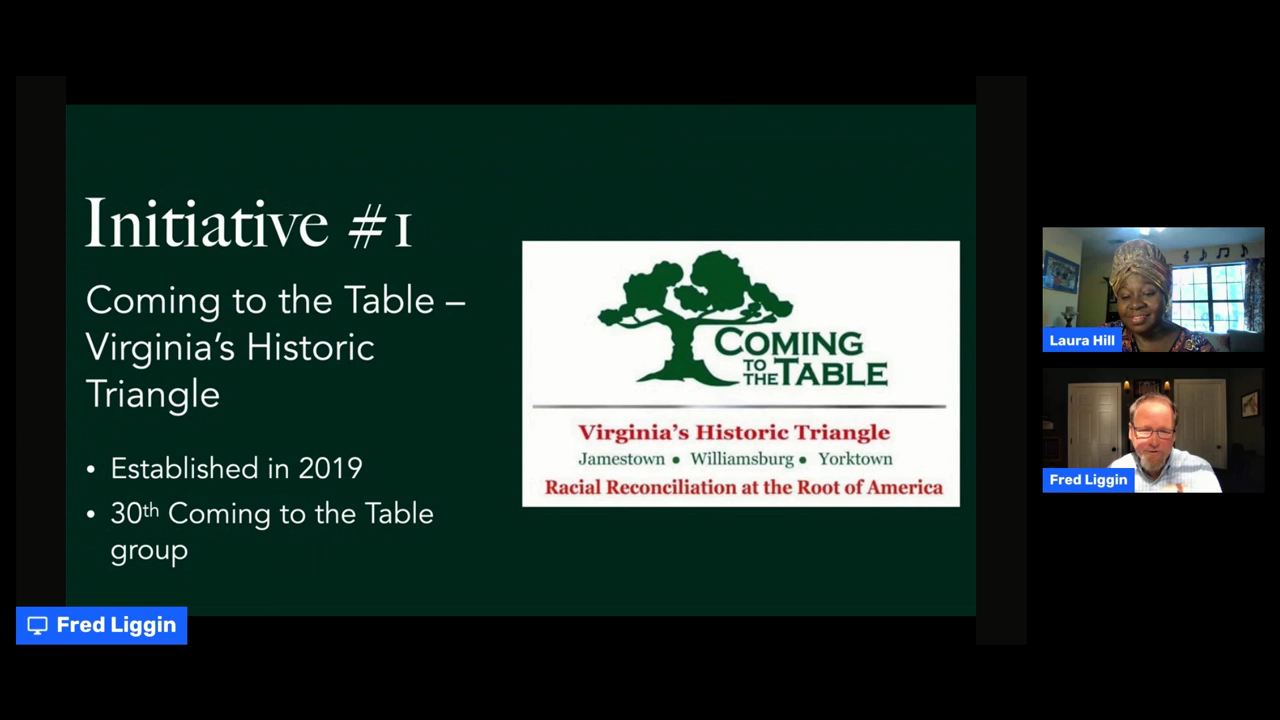 Initiative #1
Coming to the Table –
Virginia's Historic
Triangle
• Established in 2019
• 30th Coming to the Table
group
COMING
TO
THE TABLE
Virginia's Historic Triangle
Jamestown • Williamsburg • Yorktown
Racial Reconciliation at the Root of America
Laura Hill
Fred Liggin
Fred Liggin